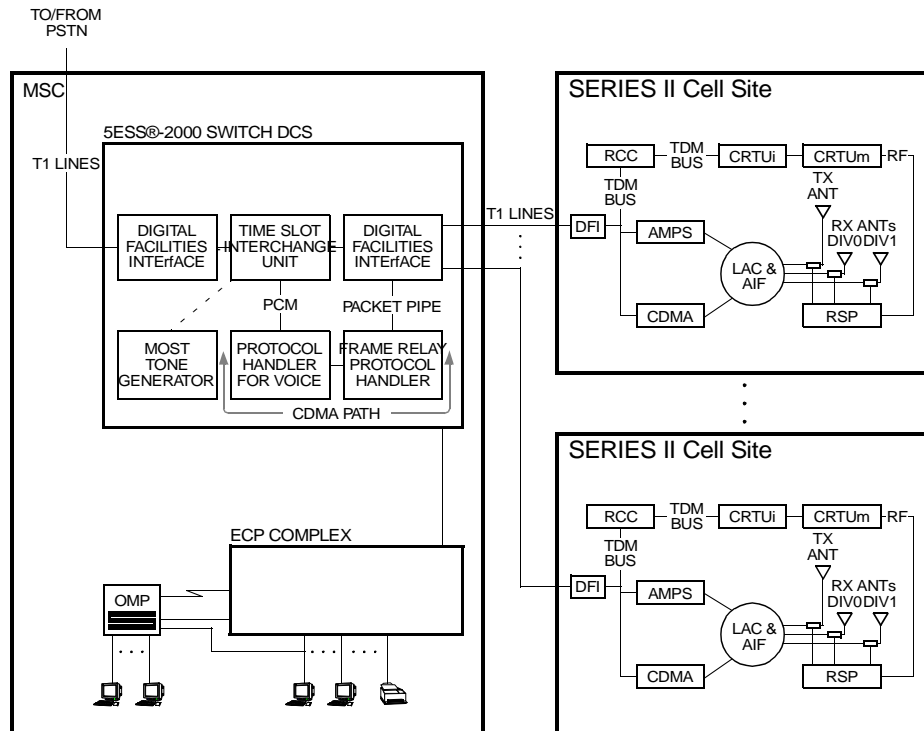 TO/FROM
PSTN
MSC
5ESS®-2000 SWITCH DCS
T1 LINES
DIGITAL
FACILITIES
INTErfACE
TIME SLOT
INTERCHANGE
UNIT
DIGITAL
FACILITIES
INTErfACE
PCM
PACKET PIPE
MOST
TONE
GENERATOR
PROTOCOL
HANDLER
FOR VOICE
FRAME RELAY
PROTOCOL
HANDLER
CDMA PATH
ECP COMPLEX
OMP
T1 LINES
SERIES II Cell Site
RCC
TDM
BUS
CRTUi
CRTUm
RF
TDM
BUS
TX
ANT
DFI
AMPS
RX ANTs
DIV0 DIV1
LAC &
AIF
CDMA
RSP
SERIES II Cell Site
RCC
TDM
BUS
CRTUi
CRTUm
RF
TDM
BUS
TX
ANT
DFI
AMPS
RX ANTs
DIV0 DIV1
LAC &
AIF
CDMA
RSP